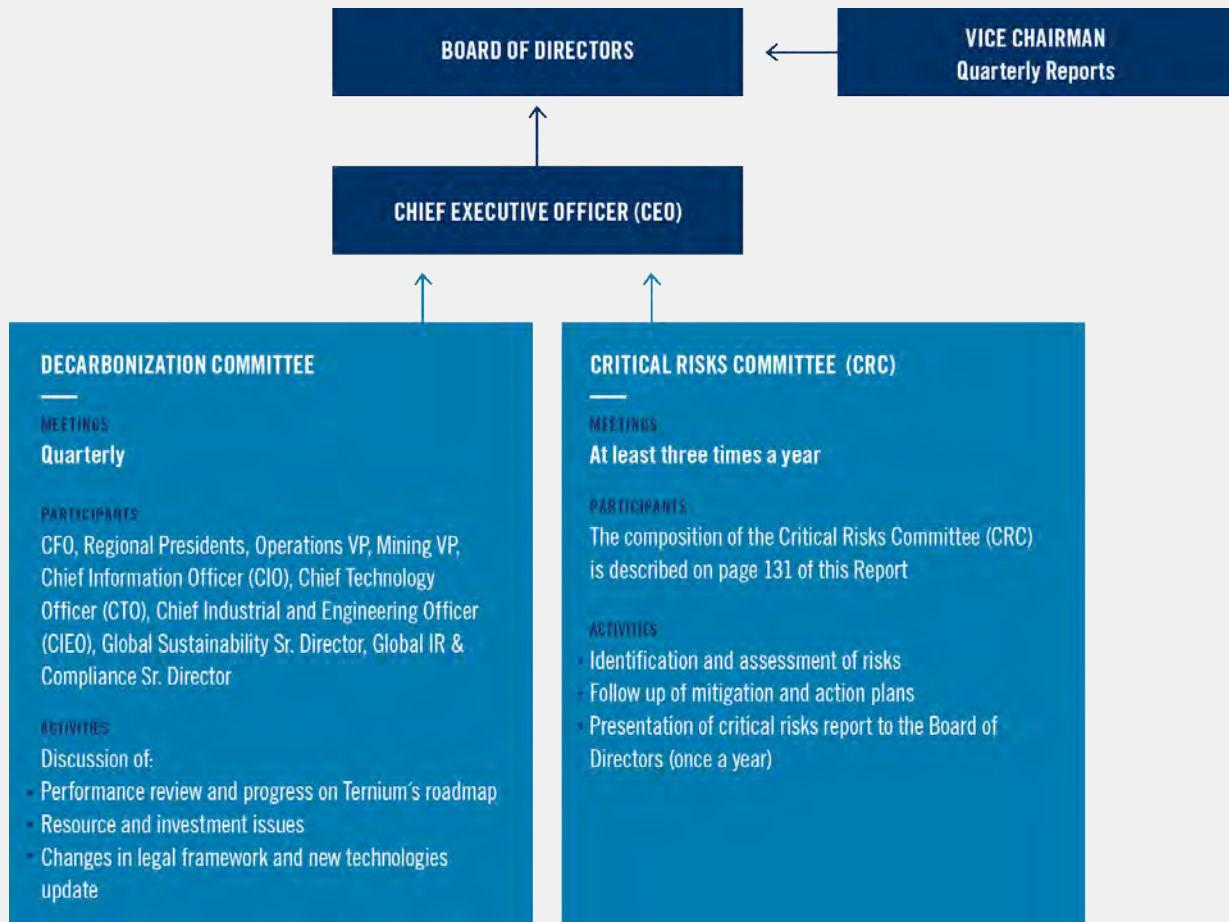 BOARD OF DIRECTORS
VICE CHAIRMAN
Quarterly Reports
CHIEF EXECUTIVE OFFICER (CEO)
DECARBONIZATION COMMITTEE
MEETINGS
Quarterly
PARTICIPANTS
CFO, Regional Presidents, Operations VP, Mining VP,
Chief Information Officer (CIO), Chief Technology
Officer (CTO), Chief Industrial and Engineering Officer
(CIEO), Global Sustainability Sr. Director, Global IR &
Compliance Sr. Director
ACTIVITIES
Discussion of:
- Performance review and progress on Ternium´s roadmap
- Resource and investment issues
- Changes in legal framework and new technologies
update
CRITICAL RISKS COMMITTEE (CRC)
MEETINGS
At least three times a year
PARTICIPANTS
The composition of the Critical Risks Committee (CRC)
is described on page 131 of this Report
ACTIVITIES
- Identification and assessment of risks
- Follow up of mitigation and action plans
- Presentation of critical risks report to the Board of
Directors (once a year)